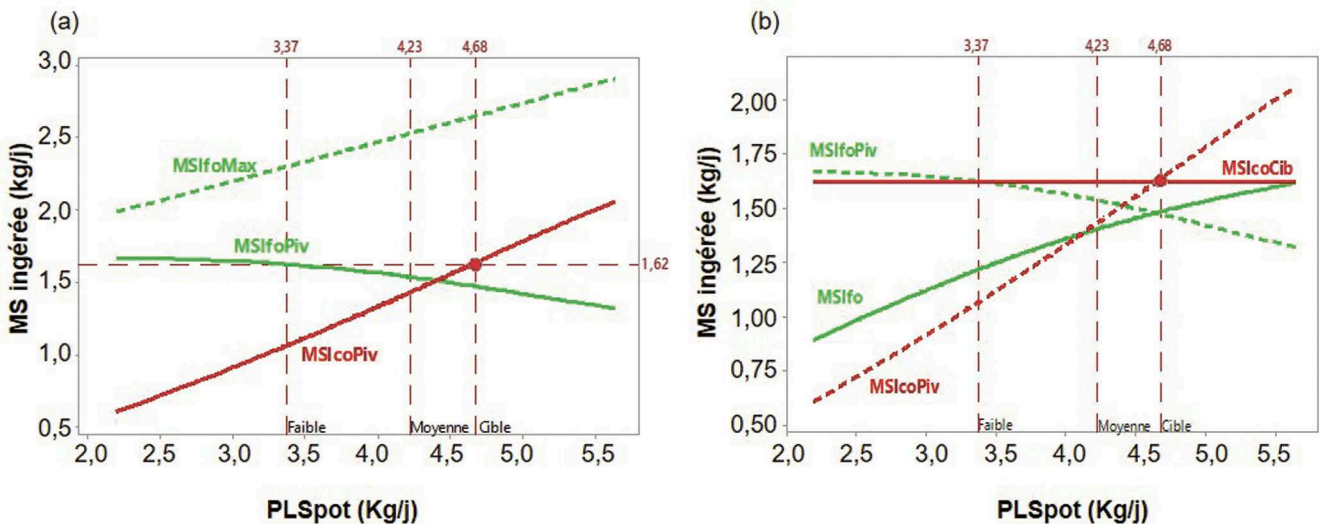 (a)
3,37
4,23
4,68
3,0
2,5
2,0
1,5
1,0
0,5
MS ingérée (kg/j)
MSIfoMax
MSIfoPiv
MSIcoPiv
1,62
Faible
Moyenne
Cible
2,0
2,5
3,0
3,5
4,0
4,5
5,0
5,5
PLSpot (Kg/j)
(b)
3,37
4,23
4,68
2,00
1,75
1,50
1,25
1,00
0,75
0,50
MS ingérée (kg/j)
MSIfoPiv
MSIcoCib
MSIfo
MSIcoPiv
Faible
Moyenne
Cible
2,0
2,5
3,0
3,5
4,0
4,5
5,0
5,5
PLSpot (Kg/j)